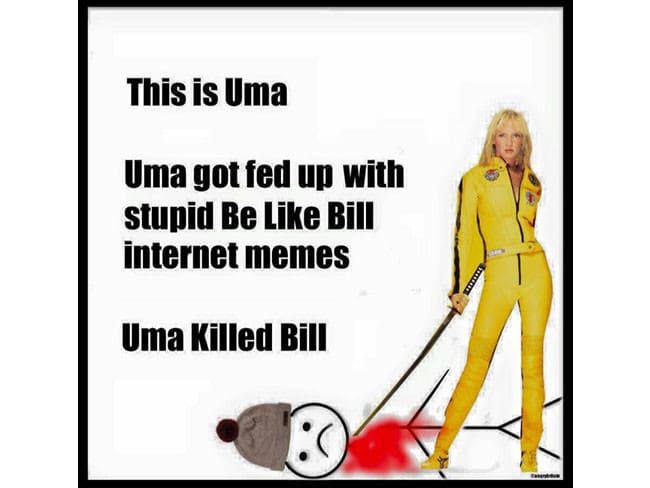 This is Uma
Uma got fed up with
stupid Be Like Bill
internet memes
Uma Killed Bill